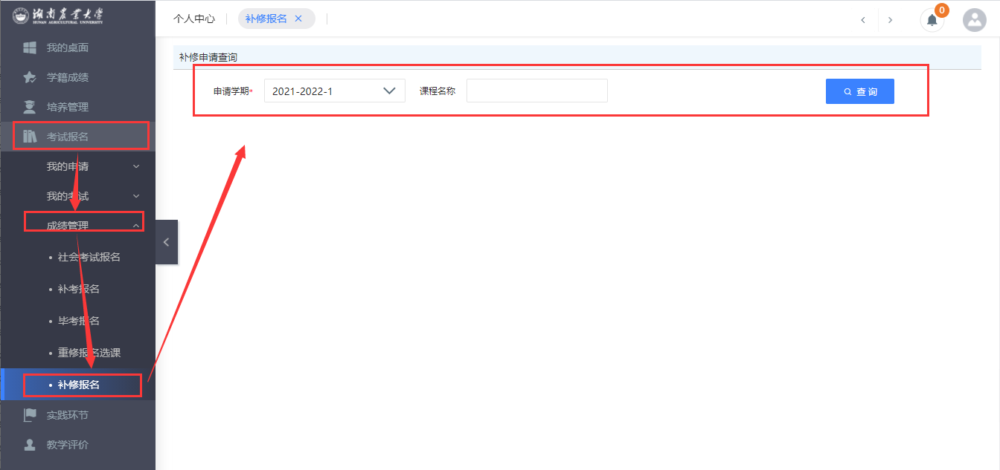 湖南农业大学
HUNAN AGRICULTURAL UNIVERSITY
我的桌面
学籍成绩
培养管理
考试报名
我的申请
我的考试
成绩管理
• 社会考试报名
• 补考报名
• 毕考报名
• 重修报名选课
• 补修报名
实践环节
教学评价
个人中心
补修报名 ×
0
补修申请查询
申请学期*
2021-2022-1
课程名称
查询